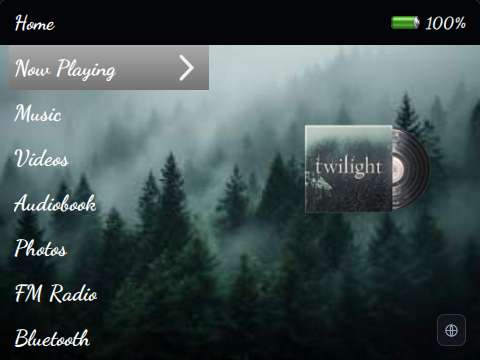 Home
100%
Now Playing
Music
Videos
Audiobook
Photos
FM Radio
Bluetooth
twilight